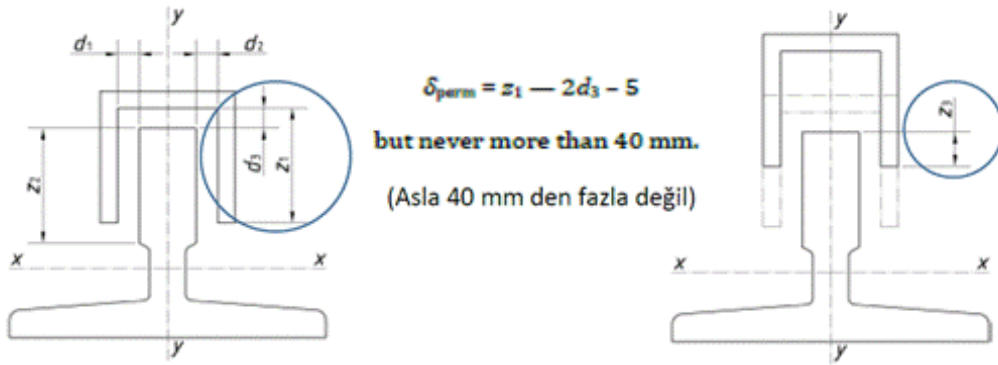 y
d₁
d₂
z₂
d₃
z₁
x
x
y
δperm = z₁ — 2d₃ – 5
but never more than 40 mm.
(Asla 40 mm den fazla değil)
y
z₃
x
x
y